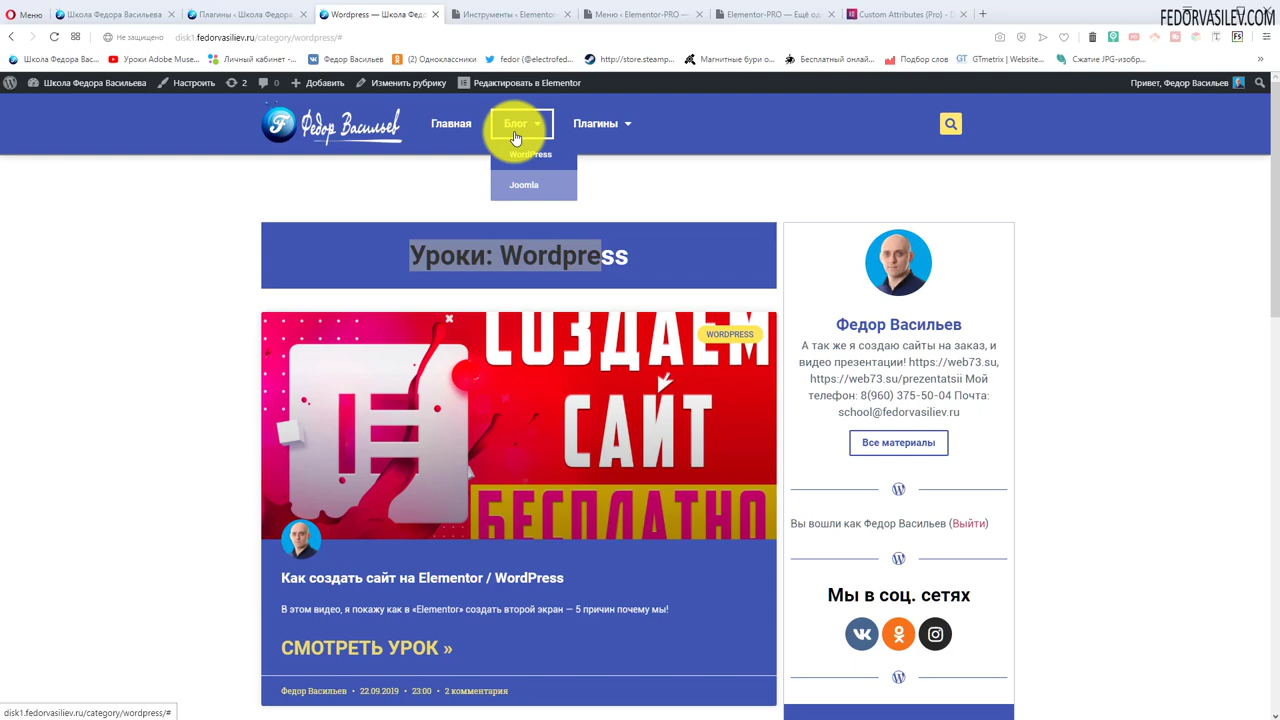 Меню
Школа Федора Васильева
Плагины ‹ Школа Федора
Wordpress — Школа Федо
Инструменты ‹ Elementor
Меню ‹ Elementor-PRO —
Elementor-PRO — Ещё од
Custom Attributes (Pro) - D
FEDORVASILEV.COM
Не защищено
disk1.fedorvasiliev.ru/category/wordpress/#
Школа Федора Вас...
Уроки Adobe Muse...
Личный кабинет -...
Федор Васильев
(2) Одноклассники
fedor (@electrofed...
http://store.steamp...
Магнитные бури о...
Бесплатный онлай...
Подбор слов
GTmetrix | Website...
Сжатие JPG-изобр...
Школа Федора Васильева
Настроить
2
0
Добавить
Изменить рубрику
Редактировать в Elementor
Привет, Федор Васильев
Федор Васильев
Главная
Блог
Плагины
WordPress
Joomla
Уроки: Wordpress
СОЗДАЕМ
САЙТ
БЕСПЛАТНО
WORDPRESS
Как создать сайт на Elementor / WordPress
В этом видео, я покажу как в «Elementor» создать второй экран — 5 причин почему мы!
СМОТРЕТЬ УРОК »
Федор Васильев • 22.09.2019 • 23:00 • 2 комментария
Федор Васильев
А так же я создаю сайты на заказ, и
видео презентации! https://web73.su,
https://web73.su/prezentatsii Мой
телефон: 8(960) 375-50-04 Почта:
school@fedorvasiliev.ru
Все материалы
Вы вошли как Федор Васильев (Выйти)
Мы в соц. сетях
disk1.fedorvasiliev.ru/category/wordpress/#